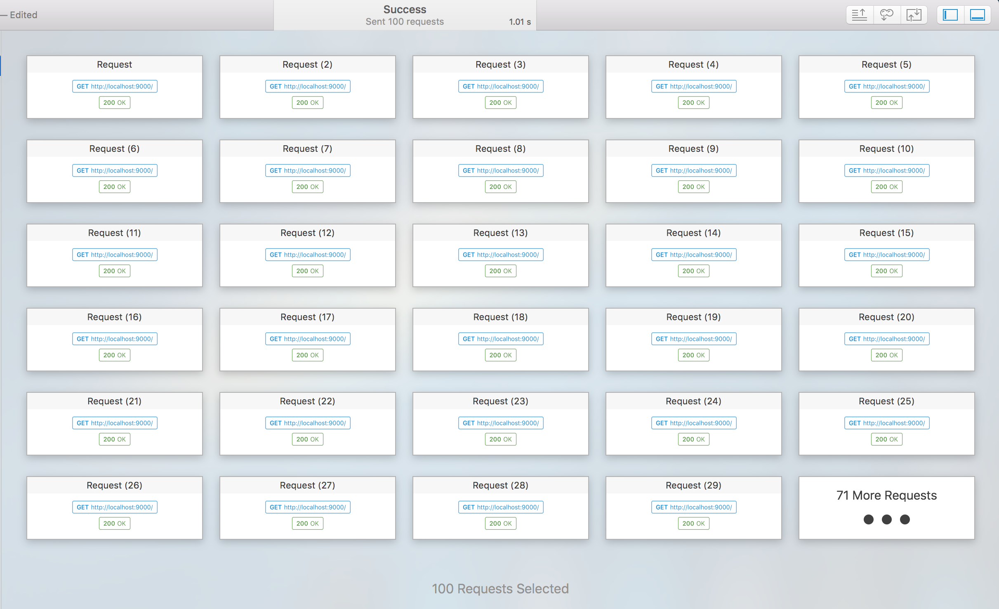 — Edited
Success
Sent 100 requests
1.01 s
Request
GET http://localhost:9000/
200 OK
Request (2)
GET http://localhost:9000/
200 OK
Request (3)
GET http://localhost:9000/
200 OK
Request (4)
GET http://localhost:9000/
200 OK
Request (5)
GET http://localhost:9000/
200 OK
Request (6)
GET http://localhost:9000/
200 OK
Request (7)
GET http://localhost:9000/
200 OK
Request (8)
GET http://localhost:9000/
200 OK
Request (9)
GET http://localhost:9000/
200 OK
Request (10)
GET http://localhost:9000/
200 OK
Request (11)
GET http://localhost:9000/
200 OK
Request (12)
GET http://localhost:9000/
200 OK
Request (13)
GET http://localhost:9000/
200 OK
Request (14)
GET http://localhost:9000/
200 OK
Request (15)
GET http://localhost:9000/
200 OK
Request (16)
GET http://localhost:9000/
200 OK
Request (17)
GET http://localhost:9000/
200 OK
Request (18)
GET http://localhost:9000/
200 OK
Request (19)
GET http://localhost:9000/
200 OK
Request (20)
GET http://localhost:9000/
200 OK
Request (21)
GET http://localhost:9000/
200 OK
Request (22)
GET http://localhost:9000/
200 OK
Request (23)
GET http://localhost:9000/
200 OK
Request (24)
GET http://localhost:9000/
200 OK
Request (25)
GET http://localhost:9000/
200 OK
Request (26)
GET http://localhost:9000/
200 OK
Request (27)
GET http://localhost:9000/
200 OK
Request (28)
GET http://localhost:9000/
200 OK
Request (29)
GET http://localhost:9000/
200 OK
71 More Requests
100 Requests Selected